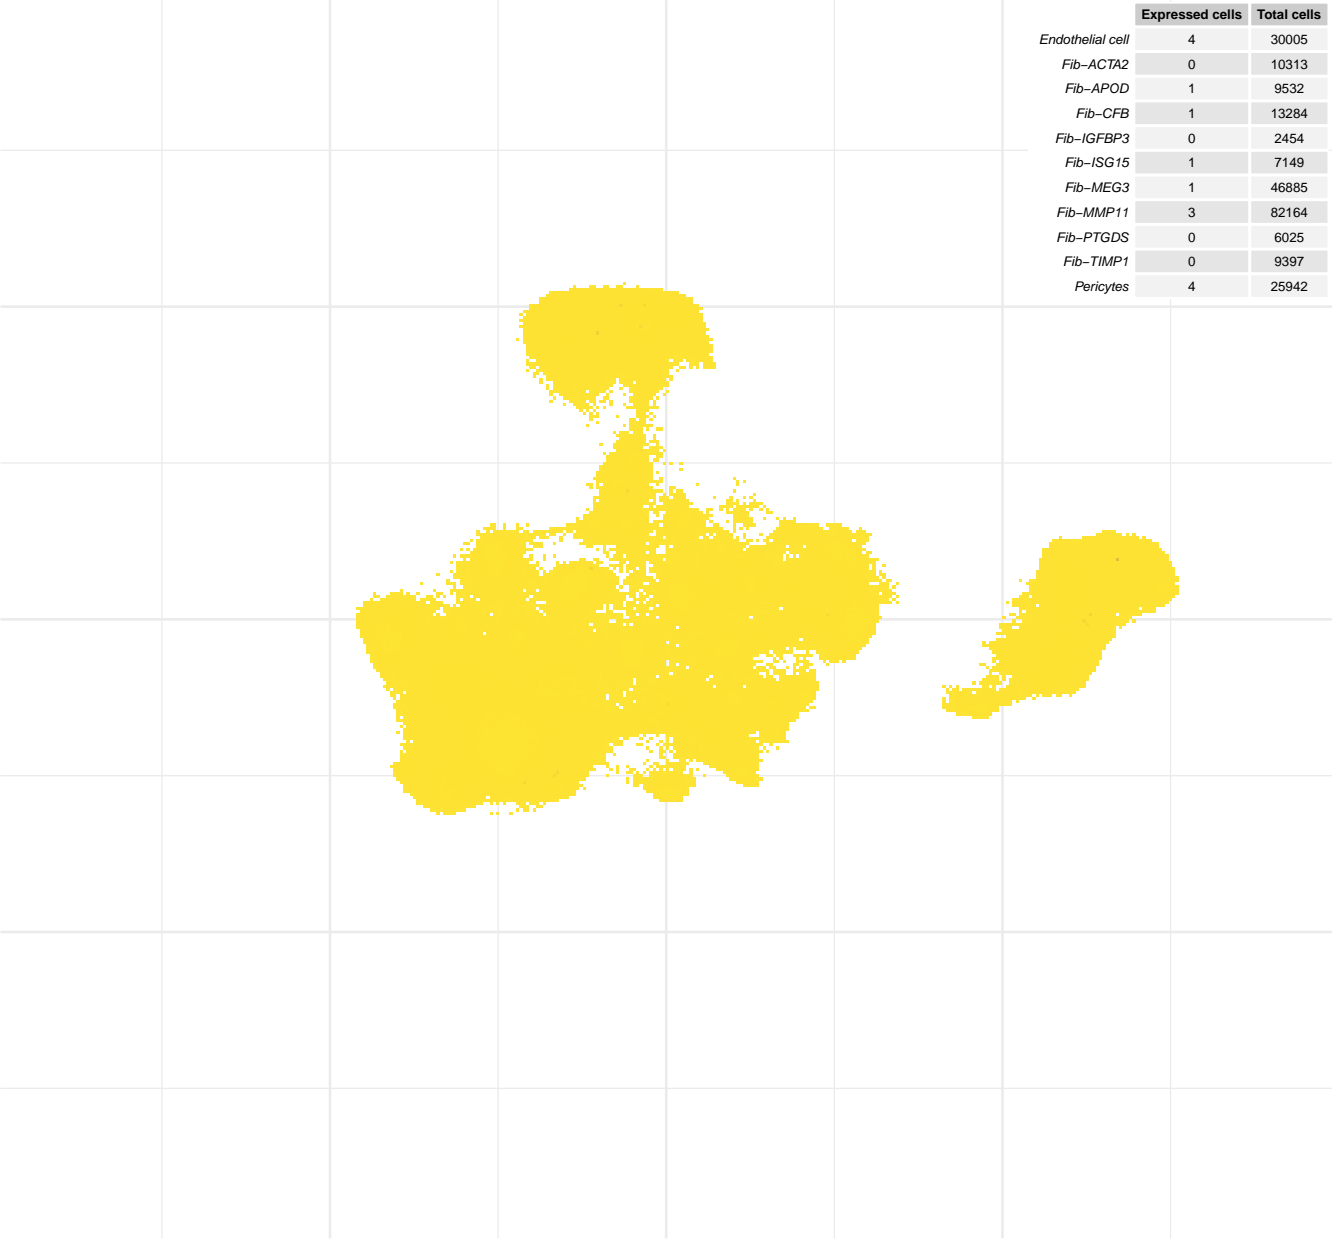 Expressed cells Total cells
Endothelial cell 4 30005
Fib−ACTA2 0 10313
Fib−APOD 1 9532
Fib−CFB 1 13284
Fib−IGFBP3 0 2454
Fib−ISG15 1 7149
Fib−MEG3 1 46885
Fib−MMP11 3 82164
Fib−PTGDS 0 6025
Fib−TIMP1 0 9397
Pericytes 4 25942